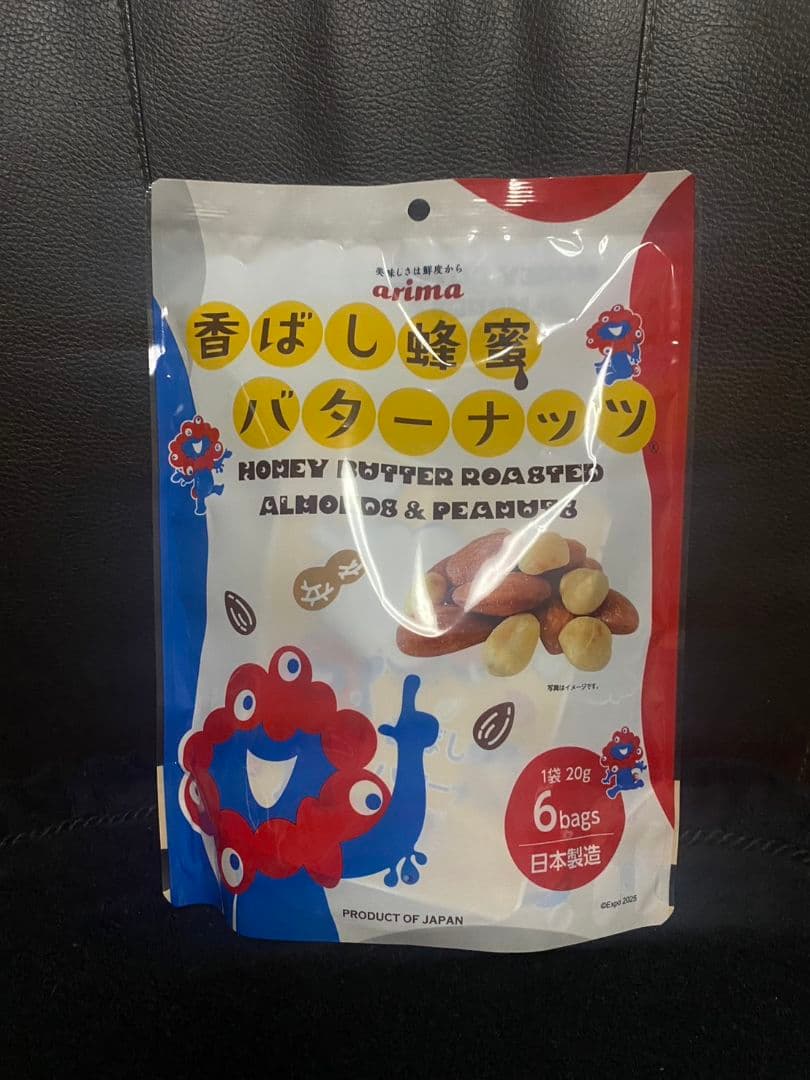 美味しさは鮮度から
arima
香ばし蜂蜜
バターナッツ®
HONEY BUTTER ROASTED
ALMONDS & PEANUTS
写真はイメージです。
1袋 20g
6bags
日本製造
©Expo 2025
PRODUCT OF JAPAN